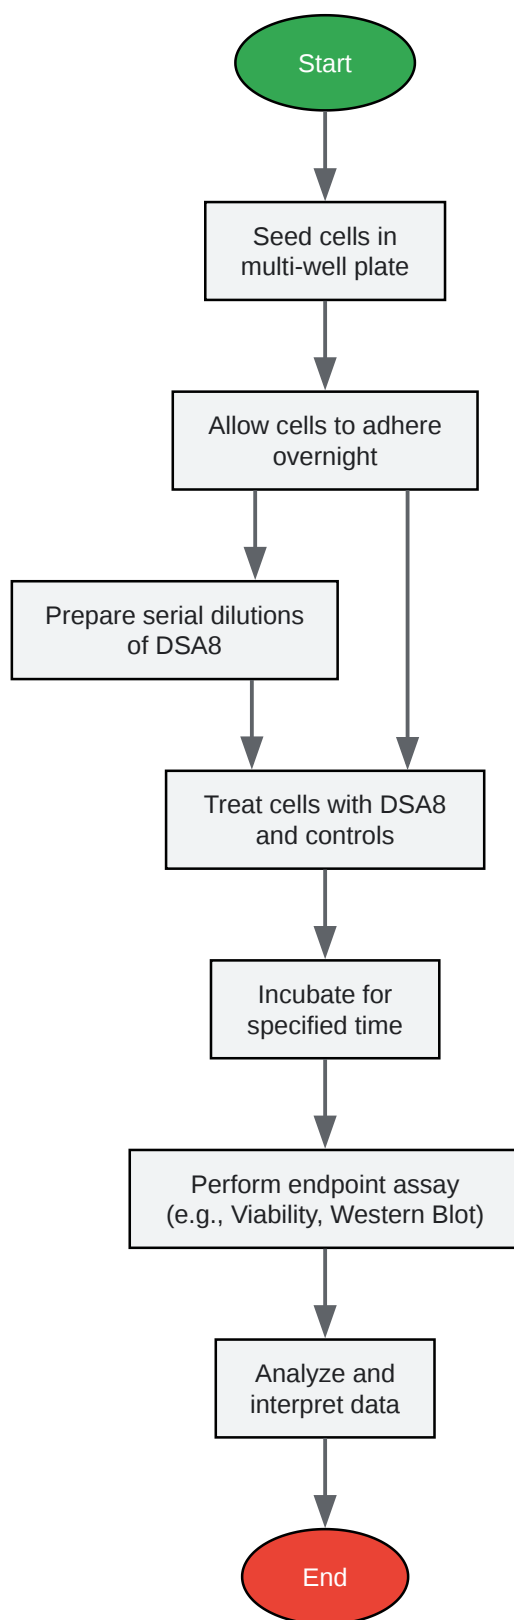 Start
Seed cells in
multi-well plate
Allow cells to adhere
overnight
Prepare serial dilutions
of DSA8
Treat cells with DSA8
and controls
Incubate for
specified time
Perform endpoint assay
(e.g., Viability, Western Blot)
Analyze and
interpret data
End